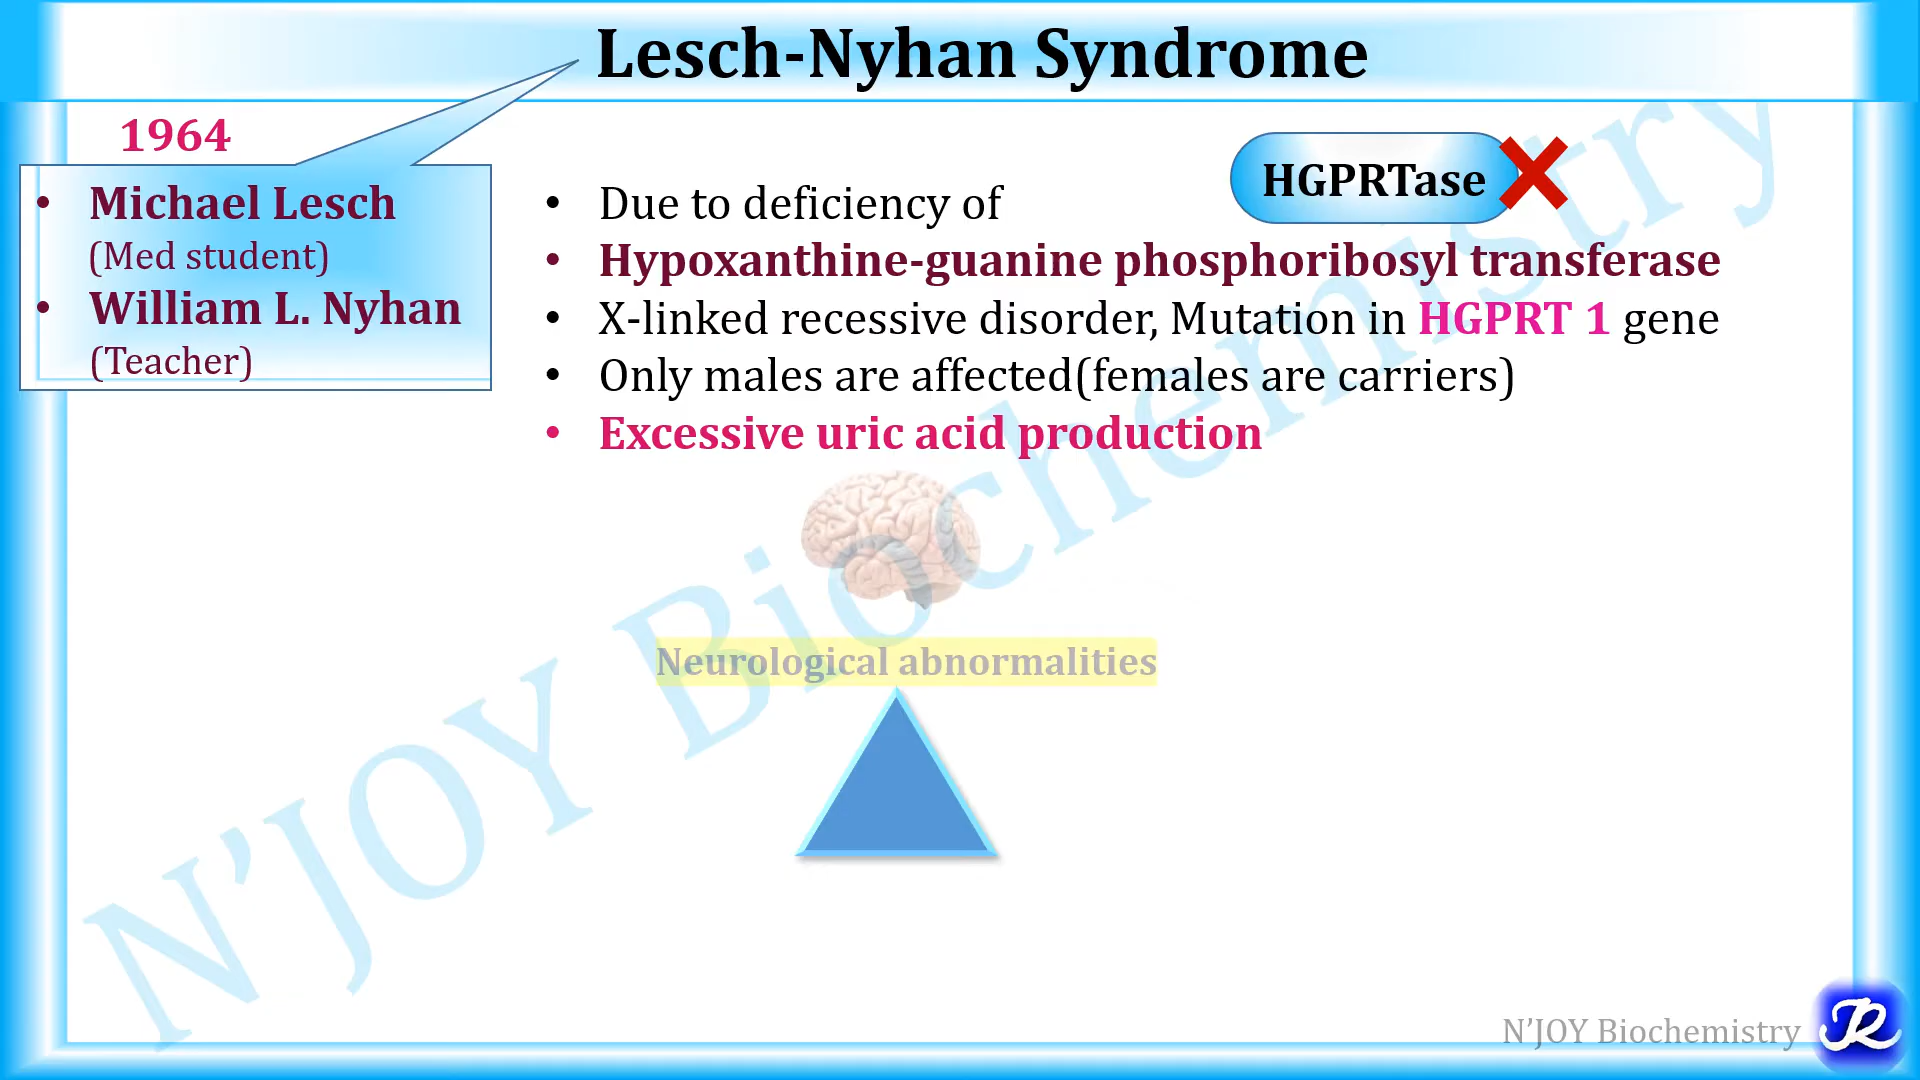 Lesch-Nyhan Syndrome
1964
• Michael Lesch
(Med student)
• William L. Nyhan
(Teacher)
HGPRTase
• Due to deficiency of
• Hypoxanthine-guanine phosphoribosyl transferase
• X-linked recessive disorder, Mutation in HGPRT 1 gene
• Only males are affected(females are carriers)
• Excessive uric acid production
Neurological abnormalities
N'JOY Biochemistry
N'JOY Biochemistry
JR